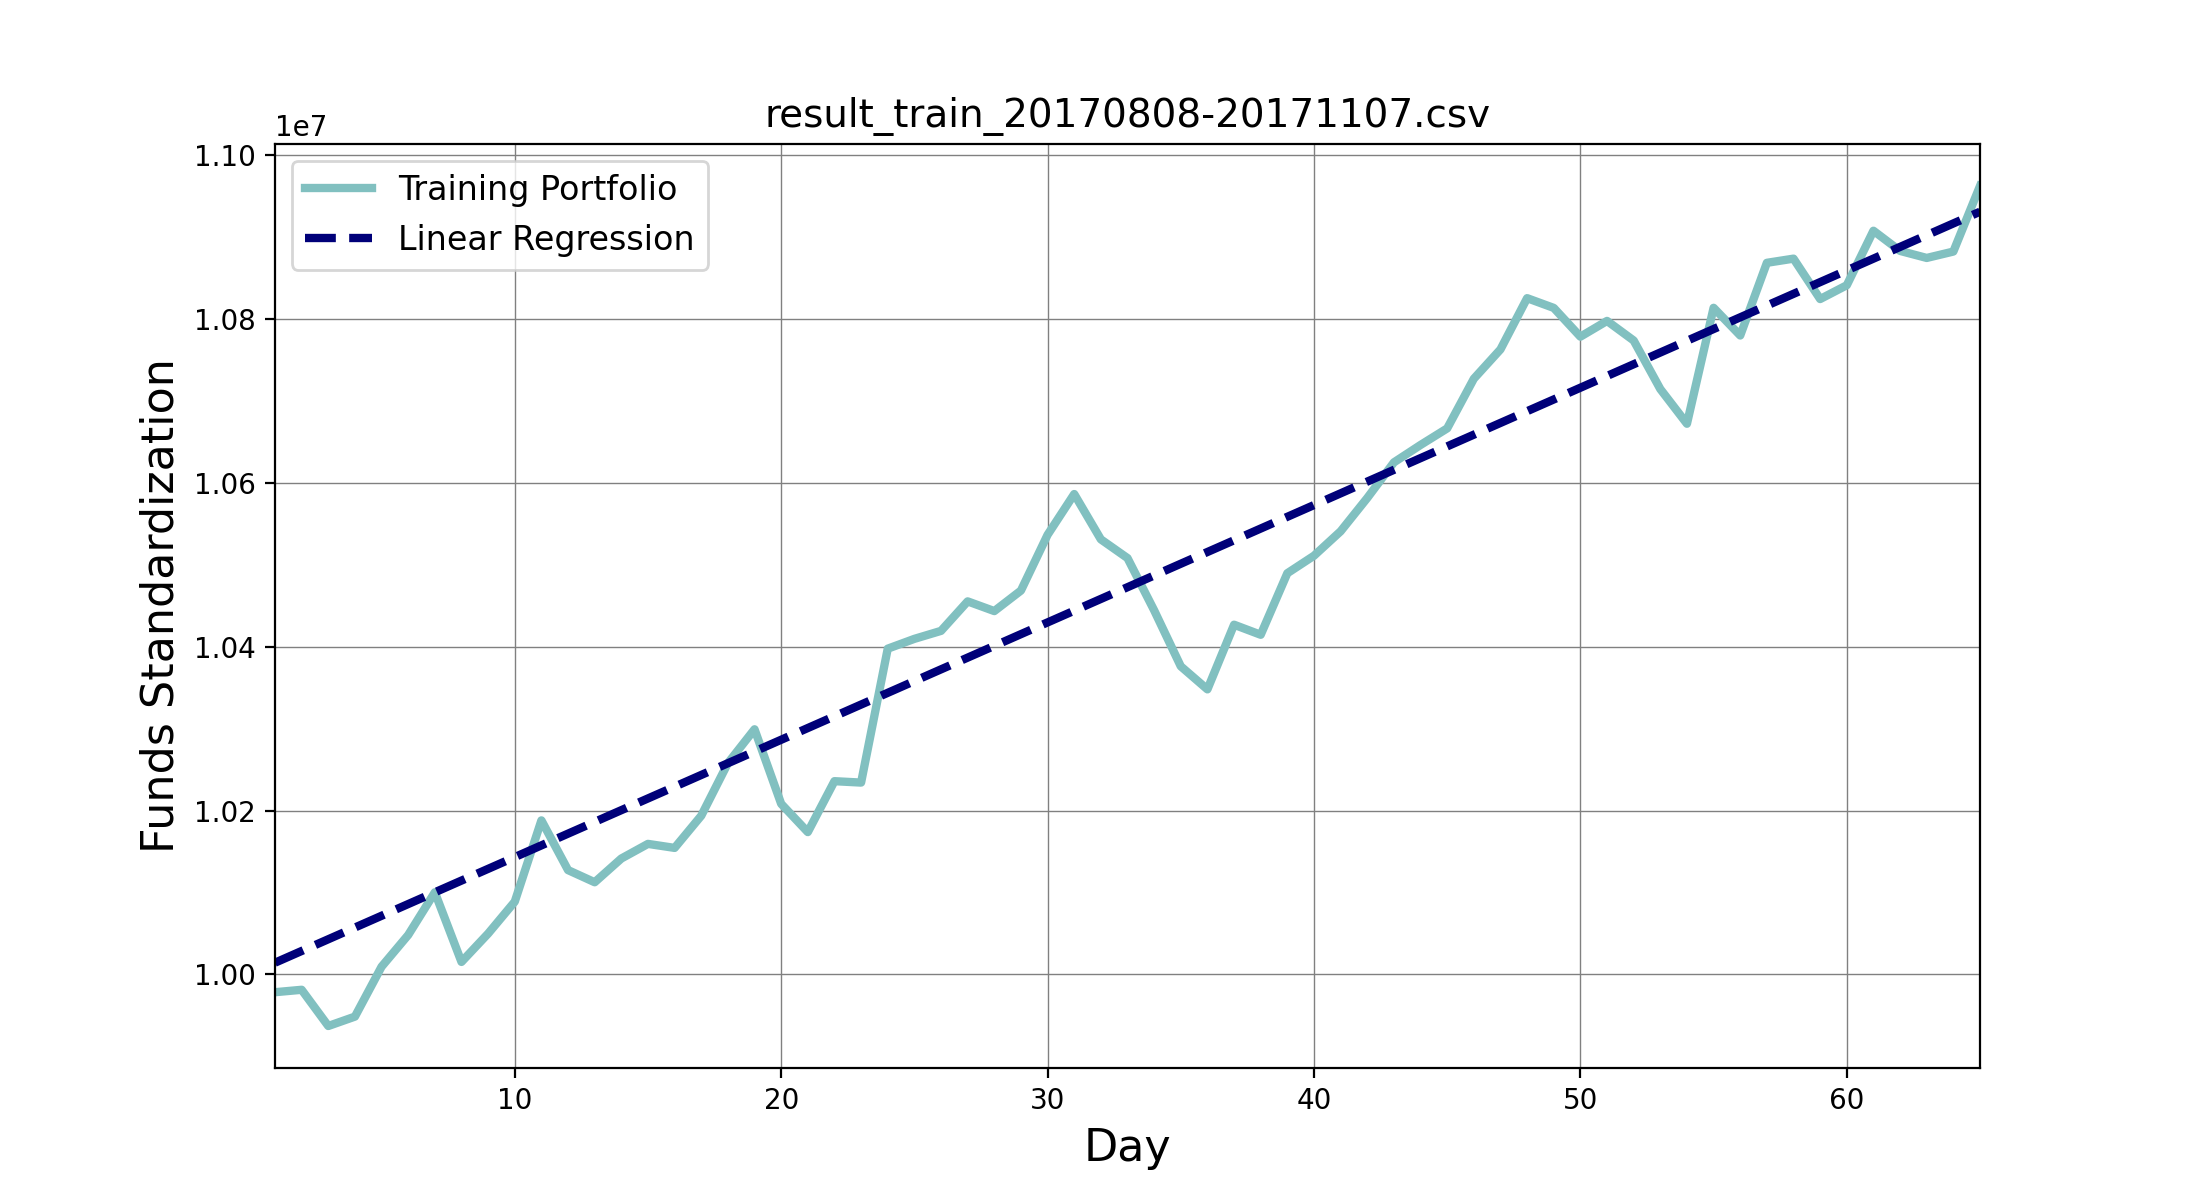 result_train_20170808-20171107.csv
1e7
Training Portfolio
Linear Regression
Funds Standardization
1.10
1.08
1.06
1.04
1.02
1.00
10 20 30 40 50 60
Day